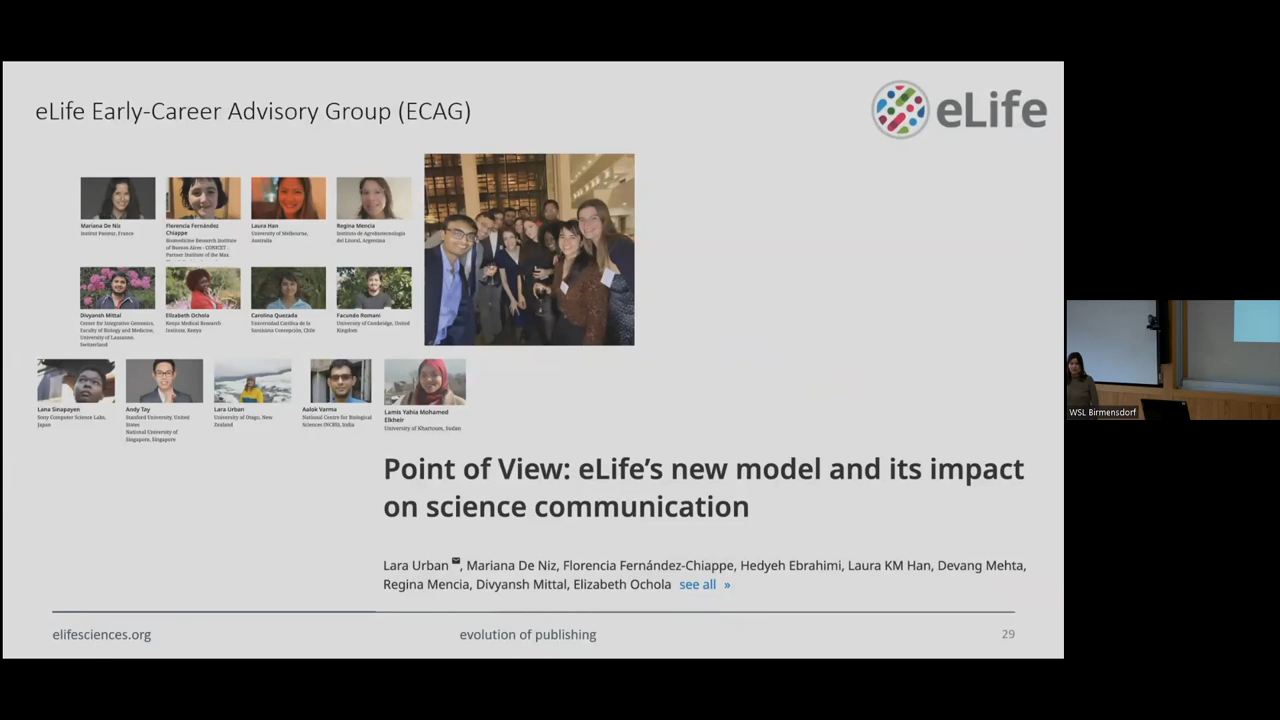 eLife Early-Career Advisory Group (ECAG)
eLife
Mariana De Niz
Institut Pasteur, France
Florencia Fernández
Chiappe
Biomedicine Research Institute
of Buenos Aires - CONICET -
Partner Institute of the Max
Laura Han
University of Melbourne,
Australia
Regina Mencia
Instituto de Agrobiotecnología
del Litoral, Argentina
Divyansh Mittal
Center for Integrative Genomics,
Faculty of Biology and Medicine,
University of Lausanne,
Switzerland
Elizabeth Ochola
Kenya Medical Research
Institute, Kenya
Carolina Quezada
Universidad Católica de la
Santísima Concepción, Chile
Facundo Romani
University of Cambridge, United
Kingdom
Lana Sinapayen
Sony Computer Science Labs,
Japan
Andy Tay
Stanford University, United
States
National University of
Singapore, Singapore
Lara Urban
University of Otago, New
Zealand
Aalok Varma
National Centre for Biological
Sciences (NCBS), India
Lamis Yahia Mohamed
Elkheir
University of Khartoum, Sudan
Point of View: eLife’s new model and its impact
on science communication
Lara Urban, Mariana De Niz, Florencia Fernández-Chiappe, Hedyeh Ebrahimi, Laura KM Han, Devang Mehta,
Regina Mencia, Divyansh Mittal, Elizabeth Ochola see all »
elifesciences.org
evolution of publishing
29
WSL Birmensdorf